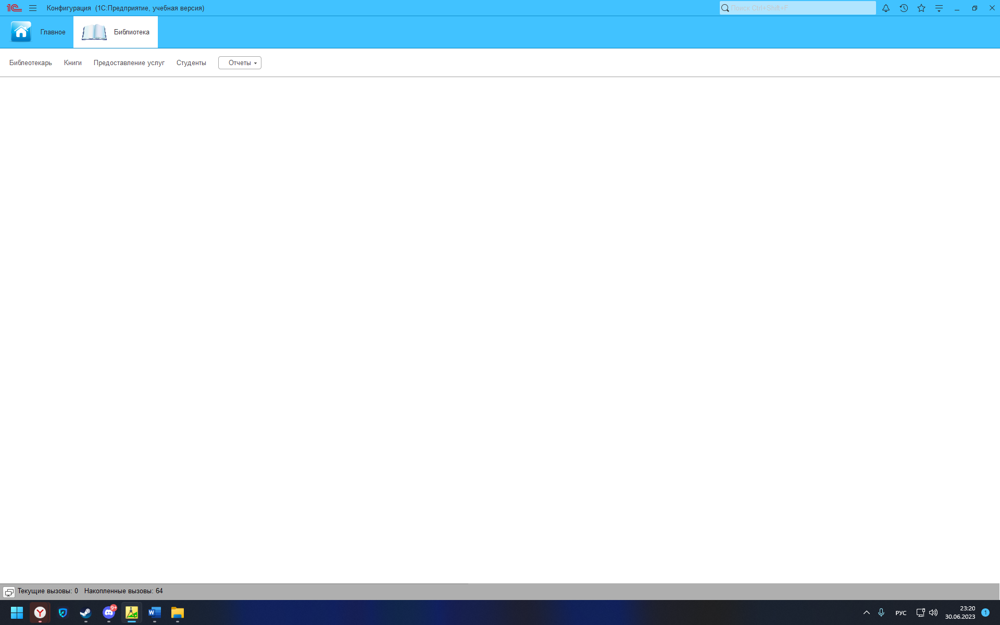 1С Конфигурация (1С:Предприятие, учебная версия) Поиск Ctrl+Shift+F
Главное Библиотека
Библеотекарь Книги Предоставление услуг Студенты Отчеты
Текущие вызовы: 0 Накопленные вызовы: 64
9+
W
РУС
23:20
30.06.2023
1